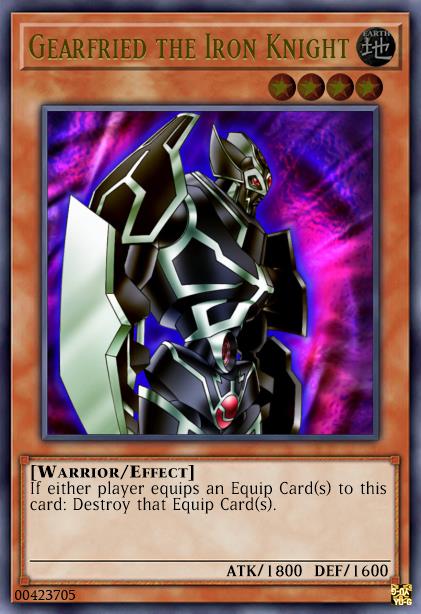 Gearfried the Iron Knight
EARTH
地
[Warrior/Effect]
If either player equips an Equip Card(s) to this
card: Destroy that Equip Card(s).
ATK/1800 DEF/1600
00423705